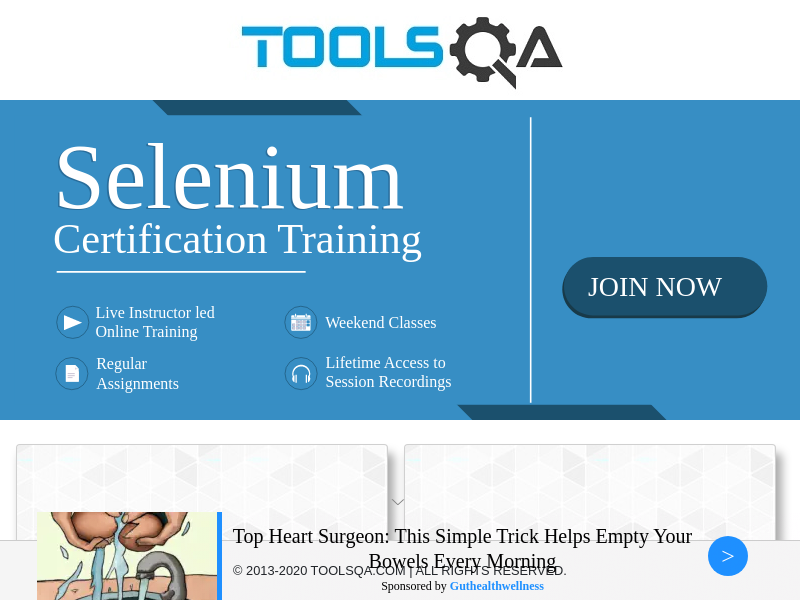 TOOLSQA
Selenium
Certification Training
JOIN NOW
Live Instructor led
Online Training
Weekend Classes
Regular
Assignments
Lifetime Access to
Session Recordings
Top Heart Surgeon: This Simple Trick Helps Empty Your
Bowels Every Morning
© 2013-2020 TOOLSQA.COM | ALL RIGHTS RESERVED.
Sponsored by Guthealthwellness
>